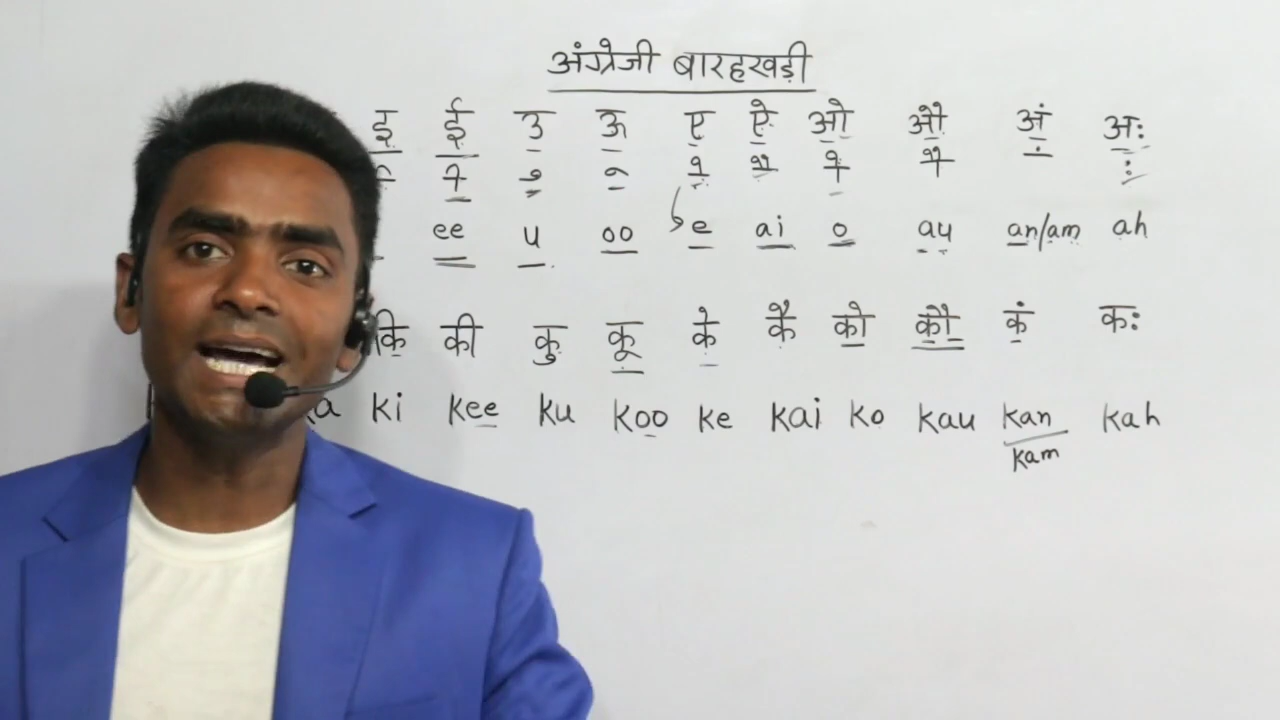 अंग्रेजी बारहखड़ी
इ ई उ ऊ ए ऐ ओ औ अं अः
ee u oo e ai o au an/am ah
कि की कु कू के कै को कौ कं कः
ki kee ku koo ke kai ko kau kan kah
kam